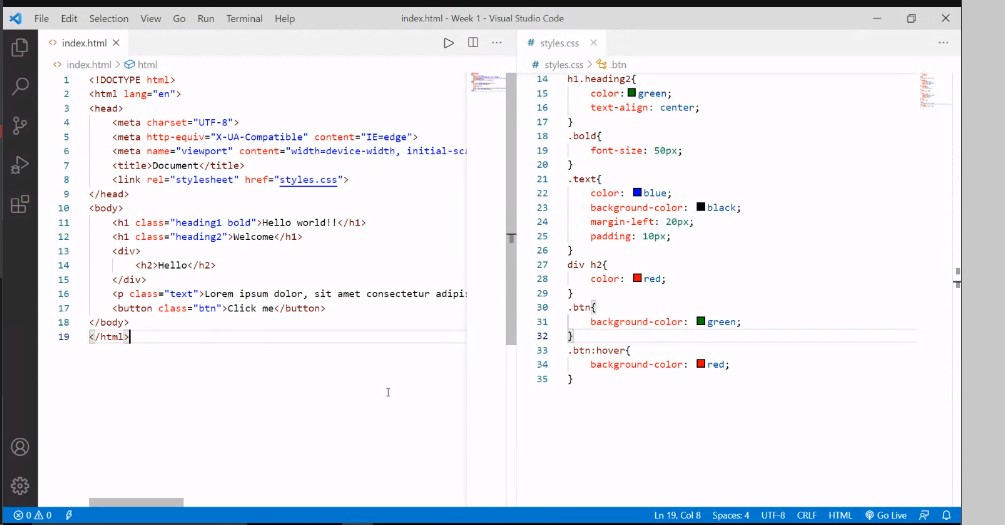 File Edit Selection View Go Run Terminal Help index.html - Week 1 - Visual Studio Code
index.html
styles.css
index.html > html
styles.css > .btn
1 <!DOCTYPE html>
2 <html lang="en">
3 <head>
4 <meta charset="UTF-8">
5 <meta http-equiv="X-UA-Compatible" content="IE=edge">
6 <meta name="viewport" content="width=device-width, initial-sca
7 <title>Document</title>
8 <link rel="stylesheet" href="styles.css">
9 </head>
10 <body>
11 <h1 class="heading1 bold">Hello world!!</h1>
12 <h1 class="heading2">Welcome</h1>
13 <div>
14 <h2>Hello</h2>
15 </div>
16 <p class="text">Lorem ipsum dolor, sit amet consectetur adipis
17 <button class="btn">Click me</button>
18 </body>
19 </html>
14 h1.heading2{
15 color: green;
16 text-align: center;
17 }
18 .bold{
19 font-size: 50px;
20 }
21 .text{
22 color: blue;
23 background-color: black;
24 margin-left: 20px;
25 padding: 10px;
26 }
27 div h2{
28 color: red;
29 }
30 .btn{
31 background-color: green;
32 }
33 .btn:hover{
34 background-color: red;
35 }
0 0 Ln 19, Col 8 Spaces: 4 UTF-8 CRLF HTML Go Live